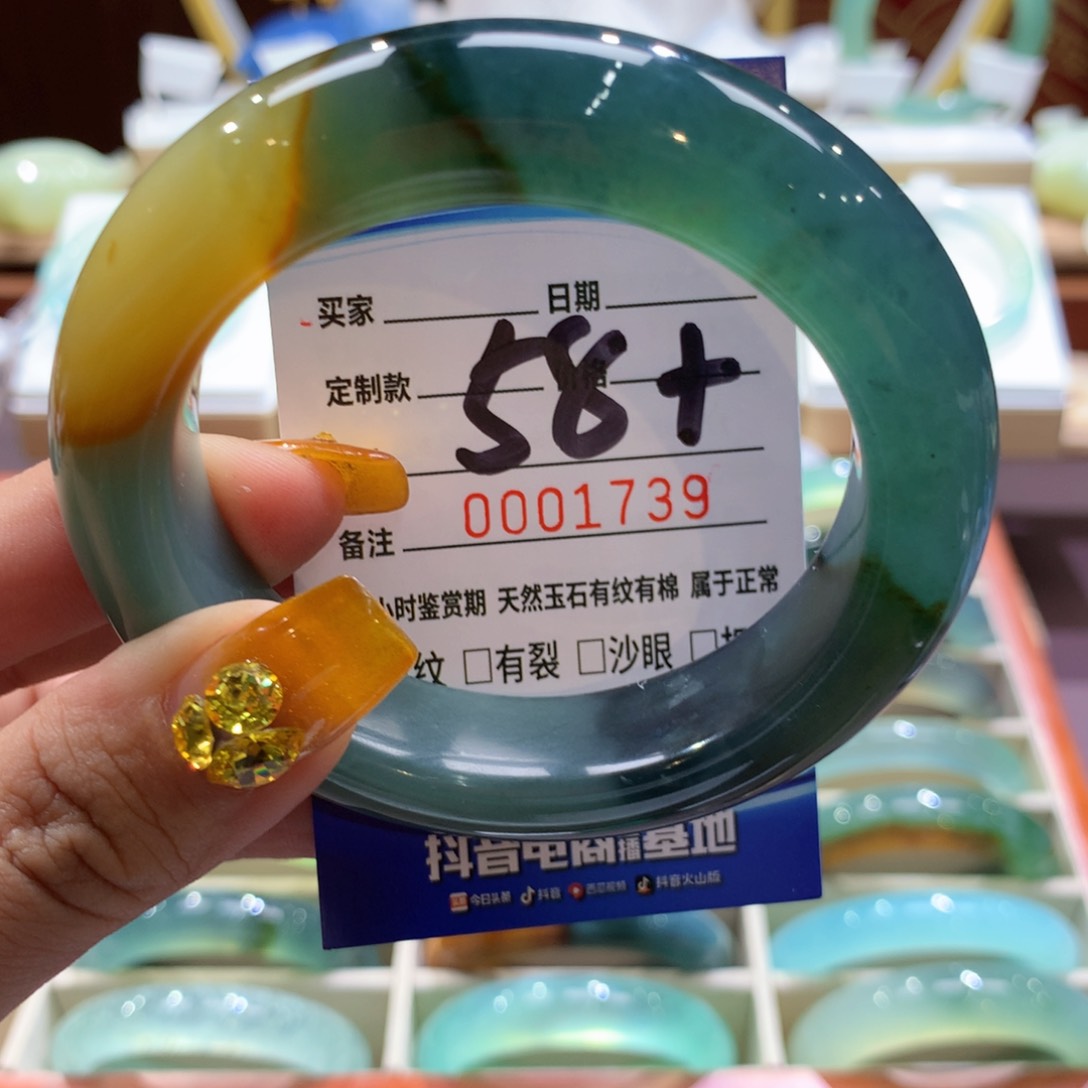 买家 日期
定制款 价格
58+
0001739
备注
小时鉴赏期 天然玉石有纹有棉 属于正常
纹 □有裂 □沙眼 □
抖音电商直播基地
今日头条 抖音 西瓜视频 抖音火山版